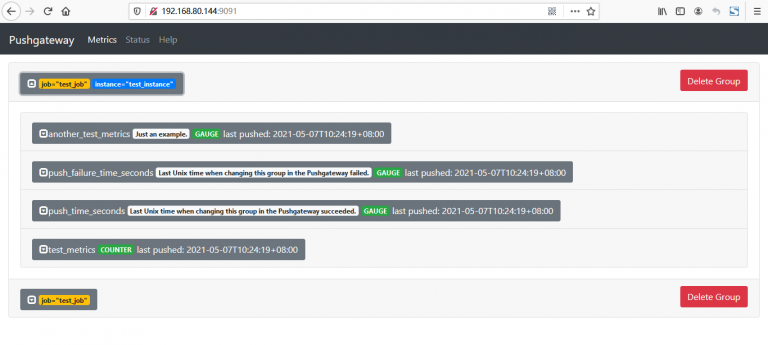 192.168.80.144:9091
Pushgateway Metrics Status Help
job="test_job" instance="test_instance" Delete Group
another_test_metrics Just an example. GAUGE last pushed: 2021-05-07T10:24:19+08:00
push_failure_time_seconds Last Unix time when changing this group in the Pushgateway failed. GAUGE last pushed: 2021-05-07T10:24:19+08:00
push_time_seconds Last Unix time when changing this group in the Pushgateway succeeded. GAUGE last pushed: 2021-05-07T10:24:19+08:00
test_metrics COUNTER last pushed: 2021-05-07T10:24:19+08:00
job="test_job" Delete Group